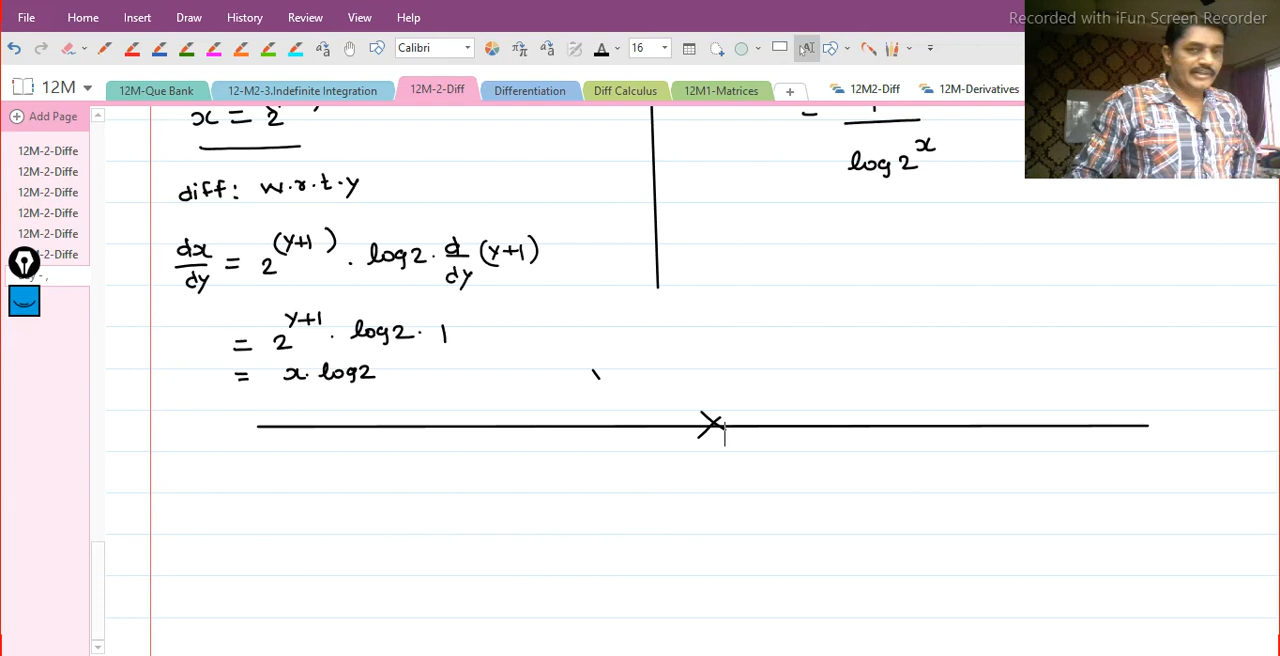 File Home Insert Draw History Review View Help
Recorded with iFun Screen Recorder
Calibri 16
12M 12M-Que Bank 12-M2-3.Indefinite Integration 12M-2-Diff Differentiation Diff Calculus 12M1-Matrices + 12M2-Diff 12M-Derivatives
Add Page
12M-2-Diffe
12M-2-Diffe
12M-2-Diffe
12M-2-Diffe
12M-2-Diffe
M-2-Diffe
x = 2
diff: w.r.t.y
dx/dy = 2^(y+1) . log2 . d/dy (y+1)
= 2^y+1 . log2 . 1
= x. log2
=
log2^x